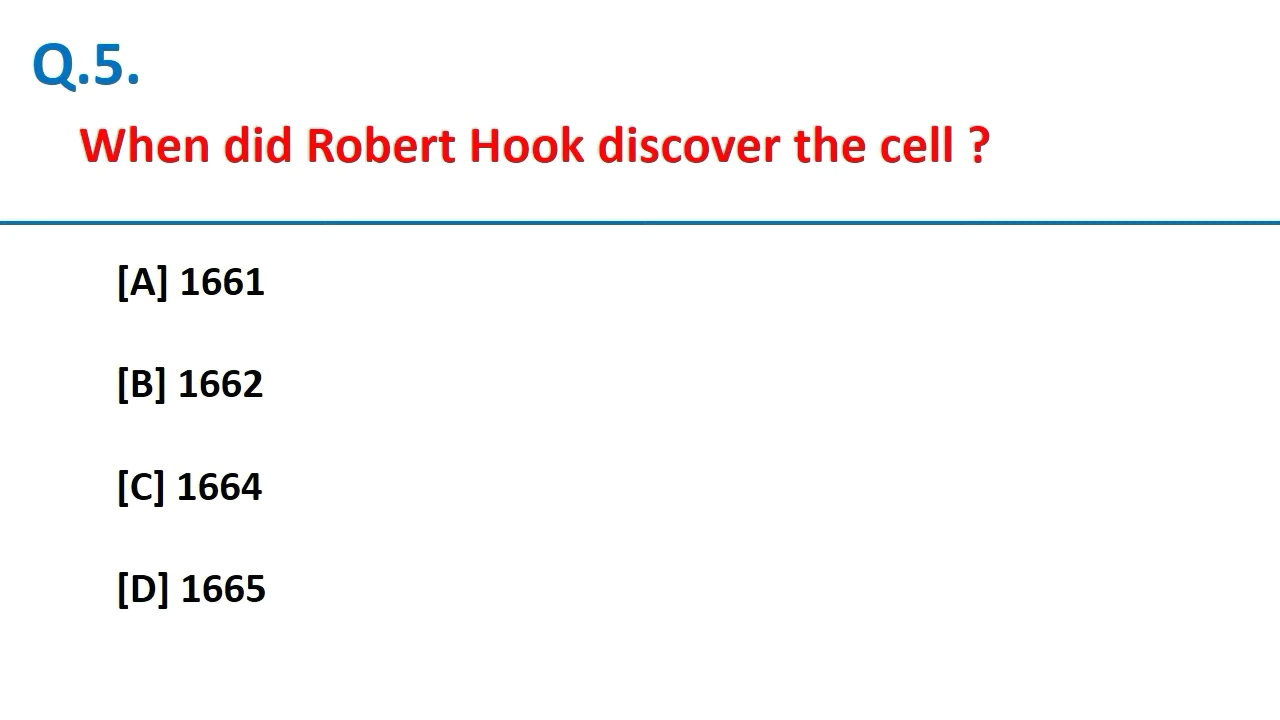 Q.5.
When did Robert Hook discover the cell ?
[A] 1661
[B] 1662
[C] 1664
[D] 1665